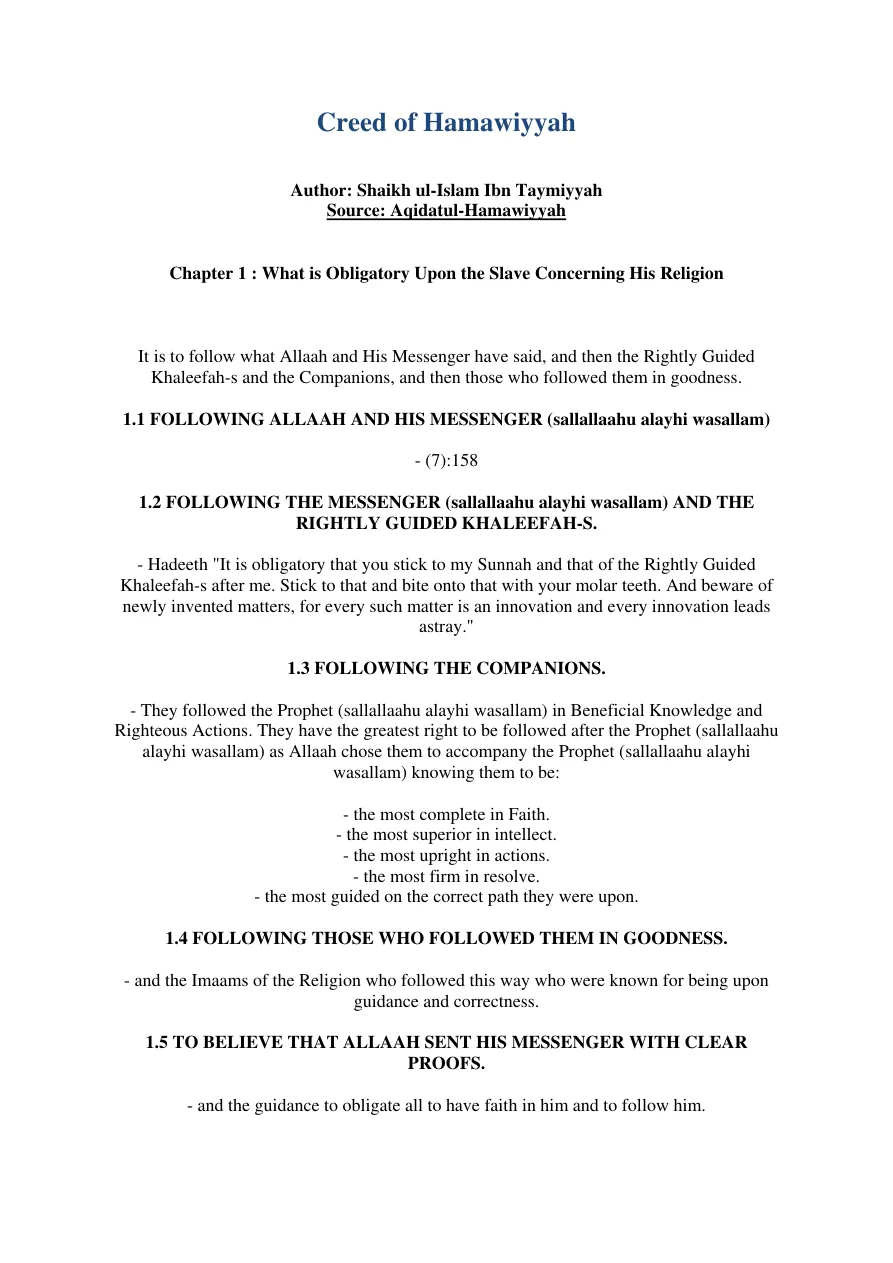 Creed of Hamawiyyah
Author: Shaikh ul-Islam Ibn Taymiyyah
Source: Aqidatul-Hamawiyyah
Chapter 1 : What is Obligatory Upon the Slave Concerning His Religion
It is to follow what Allaah and His Messenger have said, and then the Rightly Guided
Khaleefah-s and the Companions, and then those who followed them in goodness.
1.1 FOLLOWING ALLAAH AND HIS MESSENGER (sallallaahu alayhi wasallam)
- (7):158
1.2 FOLLOWING THE MESSENGER (sallallaahu alayhi wasallam) AND THE
RIGHTLY GUIDED KHALEEFAH-S.
- Hadeeth "It is obligatory that you stick to my Sunnah and that of the Rightly Guided
Khaleefah-s after me. Stick to that and bite onto that with your molar teeth. And beware of
newly invented matters, for every such matter is an innovation and every innovation leads
astray."
1.3 FOLLOWING THE COMPANIONS.
- They followed the Prophet (sallallaahu alayhi wasallam) in Beneficial Knowledge and
Righteous Actions. They have the greatest right to be followed after the Prophet (sallallaahu
alayhi wasallam) as Allaah chose them to accompany the Prophet (sallallaahu alayhi
wasallam) knowing them to be:
- the most complete in Faith.
- the most superior in intellect.
- the most upright in actions.
- the most firm in resolve.
- the most guided on the correct path they were upon.
1.4 FOLLOWING THOSE WHO FOLLOWED THEM IN GOODNESS.
- and the Imaams of the Religion who followed this way who were known for being upon
guidance and correctness.
1.5 TO BELIEVE THAT ALLAAH SENT HIS MESSENGER WITH CLEAR
PROOFS.
- and the guidance to obligate all to have faith in him and to follow him.